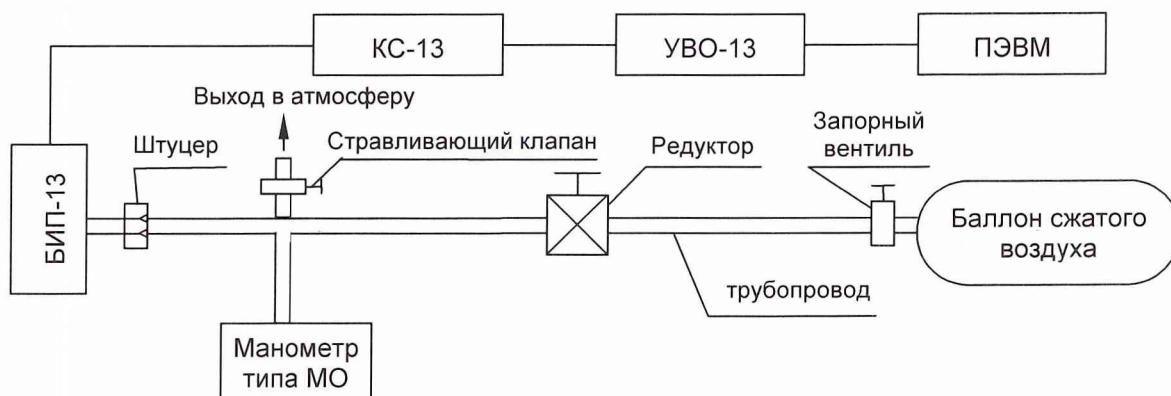 КС-13
УВО-13
ПЭВМ
Выход в атмосферу
Штуцер
Стравливающий клапан
Редуктор
Запорный
вентиль
БИП-13
Баллон сжатого
воздуха
трубопровод
Манометр
типа МО